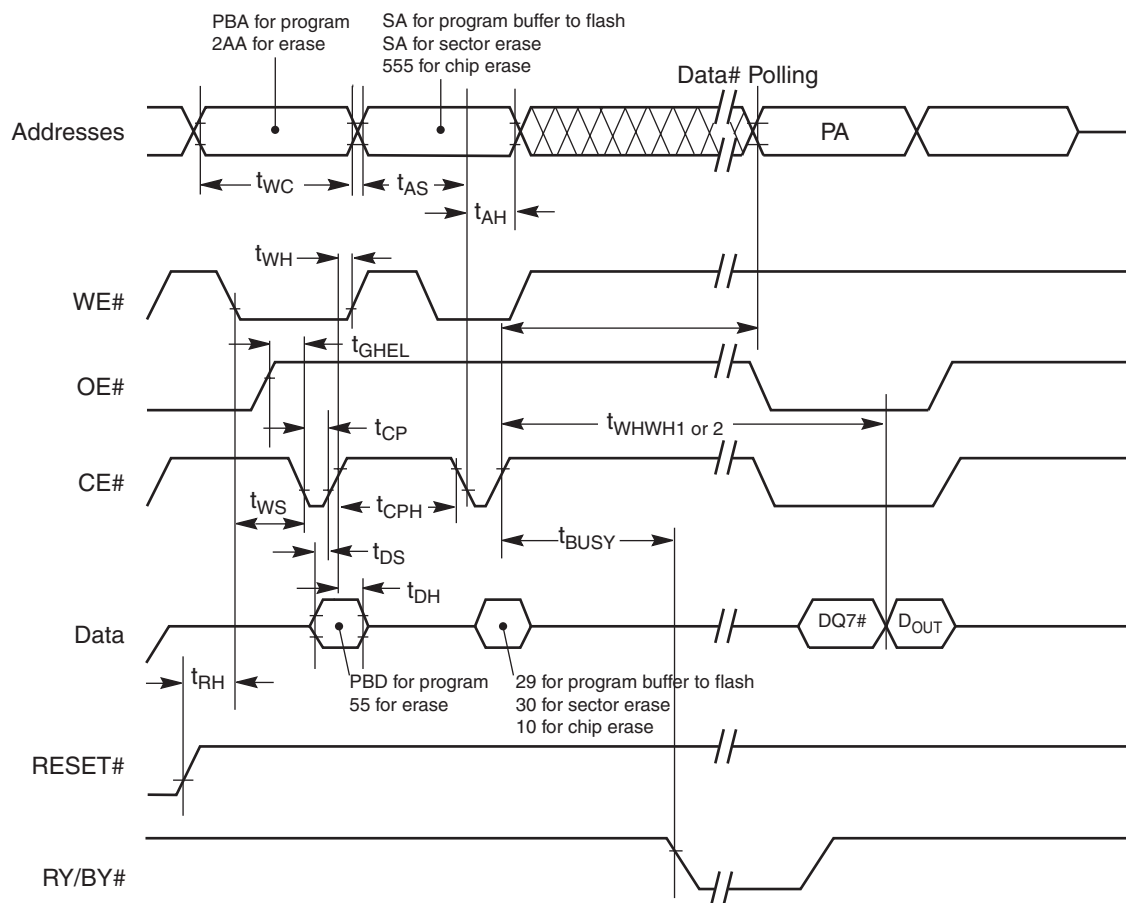 PBA for program
2AA for erase
SA for program buffer to flash
SA for sector erase
555 for chip erase
Data# Polling
Addresses
PA
tWC
tAS
tAH
tWH
WE#
tGHEL
OE#
tWHWH1 or 2
tCP
CE#
tWS
tCPH
tBUSY
tDS
tDH
Data
DQ7#
DOUT
tRH
PBD for program
55 for erase
29 for program buffer to flash
30 for sector erase
10 for chip erase
RESET#
RY/BY#